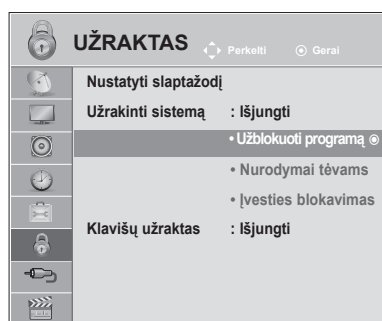 UŽRAKTAS Perkelti Gerai
Nustatyti slaptažodį
Užrakinti sistemą : Išjungti
• Užblokuoti programą
• Nurodymai tėvams
• Įvesties blokavimas
Klavišų užraktas : Išjungti